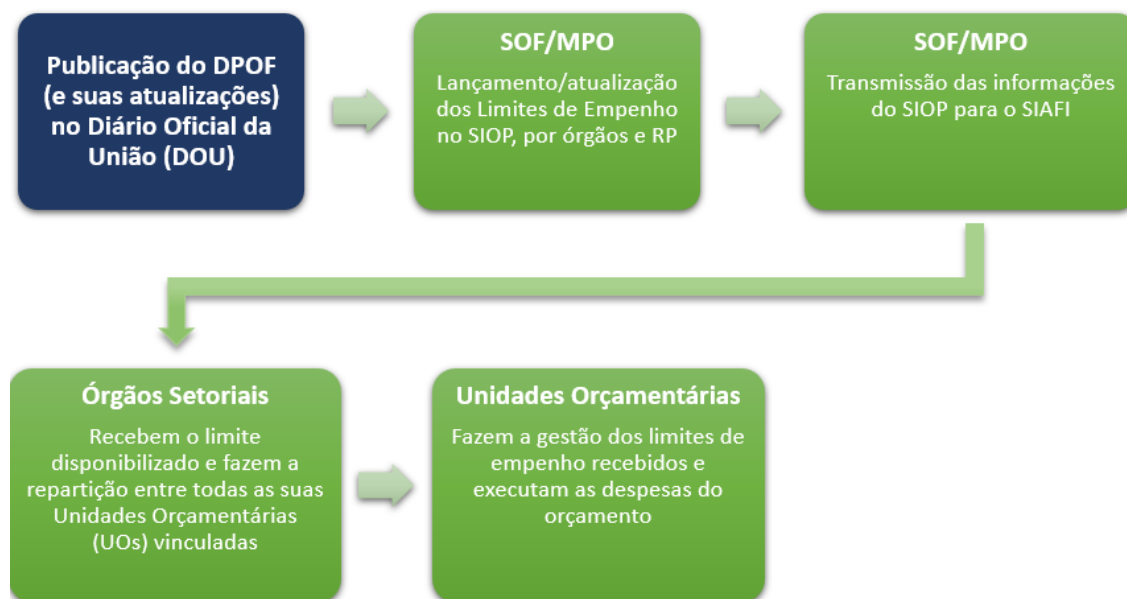 Publicação do DPOF
(e suas atualizações)
no Diário Oficial da
União (DOU)
SOF/MPO
Lançamento/atualização
dos Limites de Empenho
no SIOP, por órgãos e RP
SOF/MPO
Transmissão das informações
do SIOP para o SIAFI
Órgãos Setoriais
Recebem o limite
disponibilizado e fazem a
repartição entre todas as suas
Unidades Orçamentárias
(UOs) vinculadas
Unidades Orçamentárias
Fazem a gestão dos limites de
empenho recebidos e
executam as despesas do
orçamento